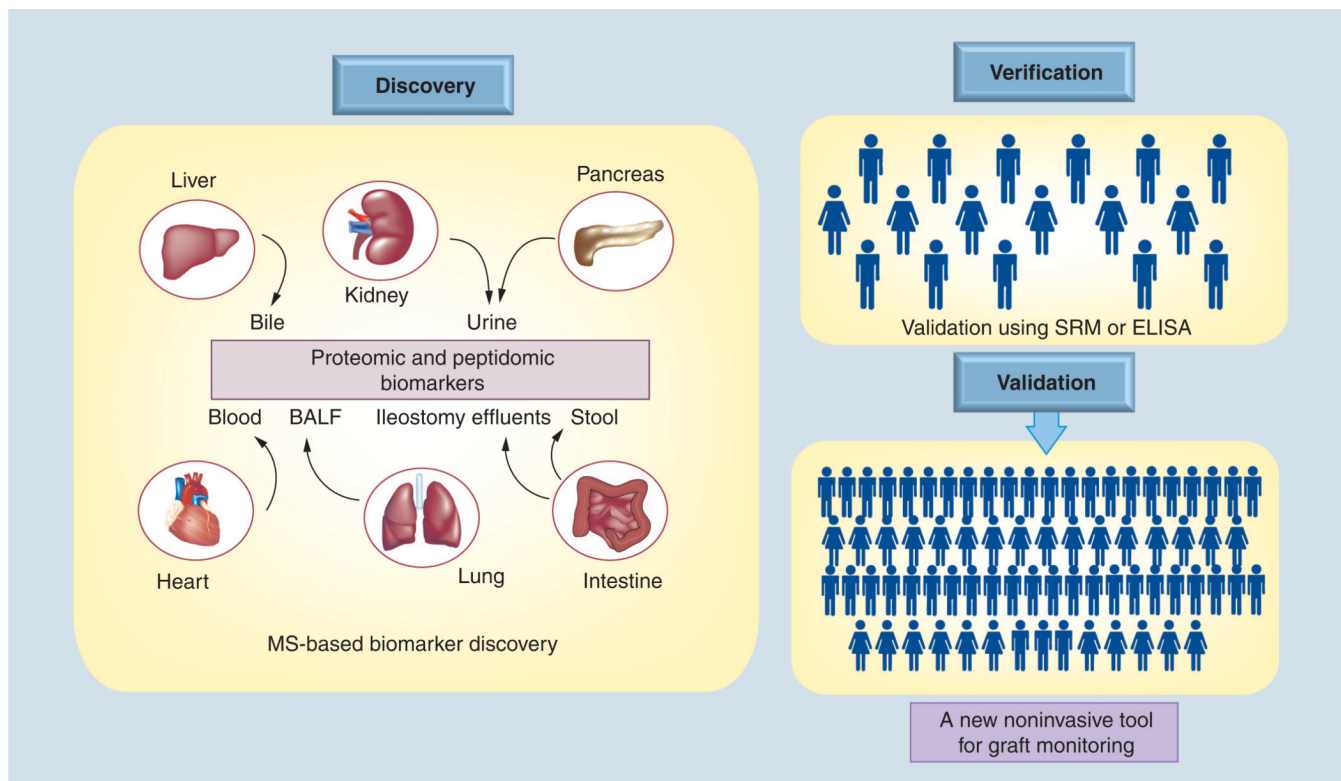 Discovery
Liver
Kidney
Pancreas
Bile
Urine
Proteomic and peptidomic
biomarkers
Blood
BALF
Ileostomy effluents
Stool
Heart
Lung
Intestine
MS-based biomarker discovery
Verification
Validation using SRM or ELISA
Validation
A new noninvasive tool
for graft monitoring